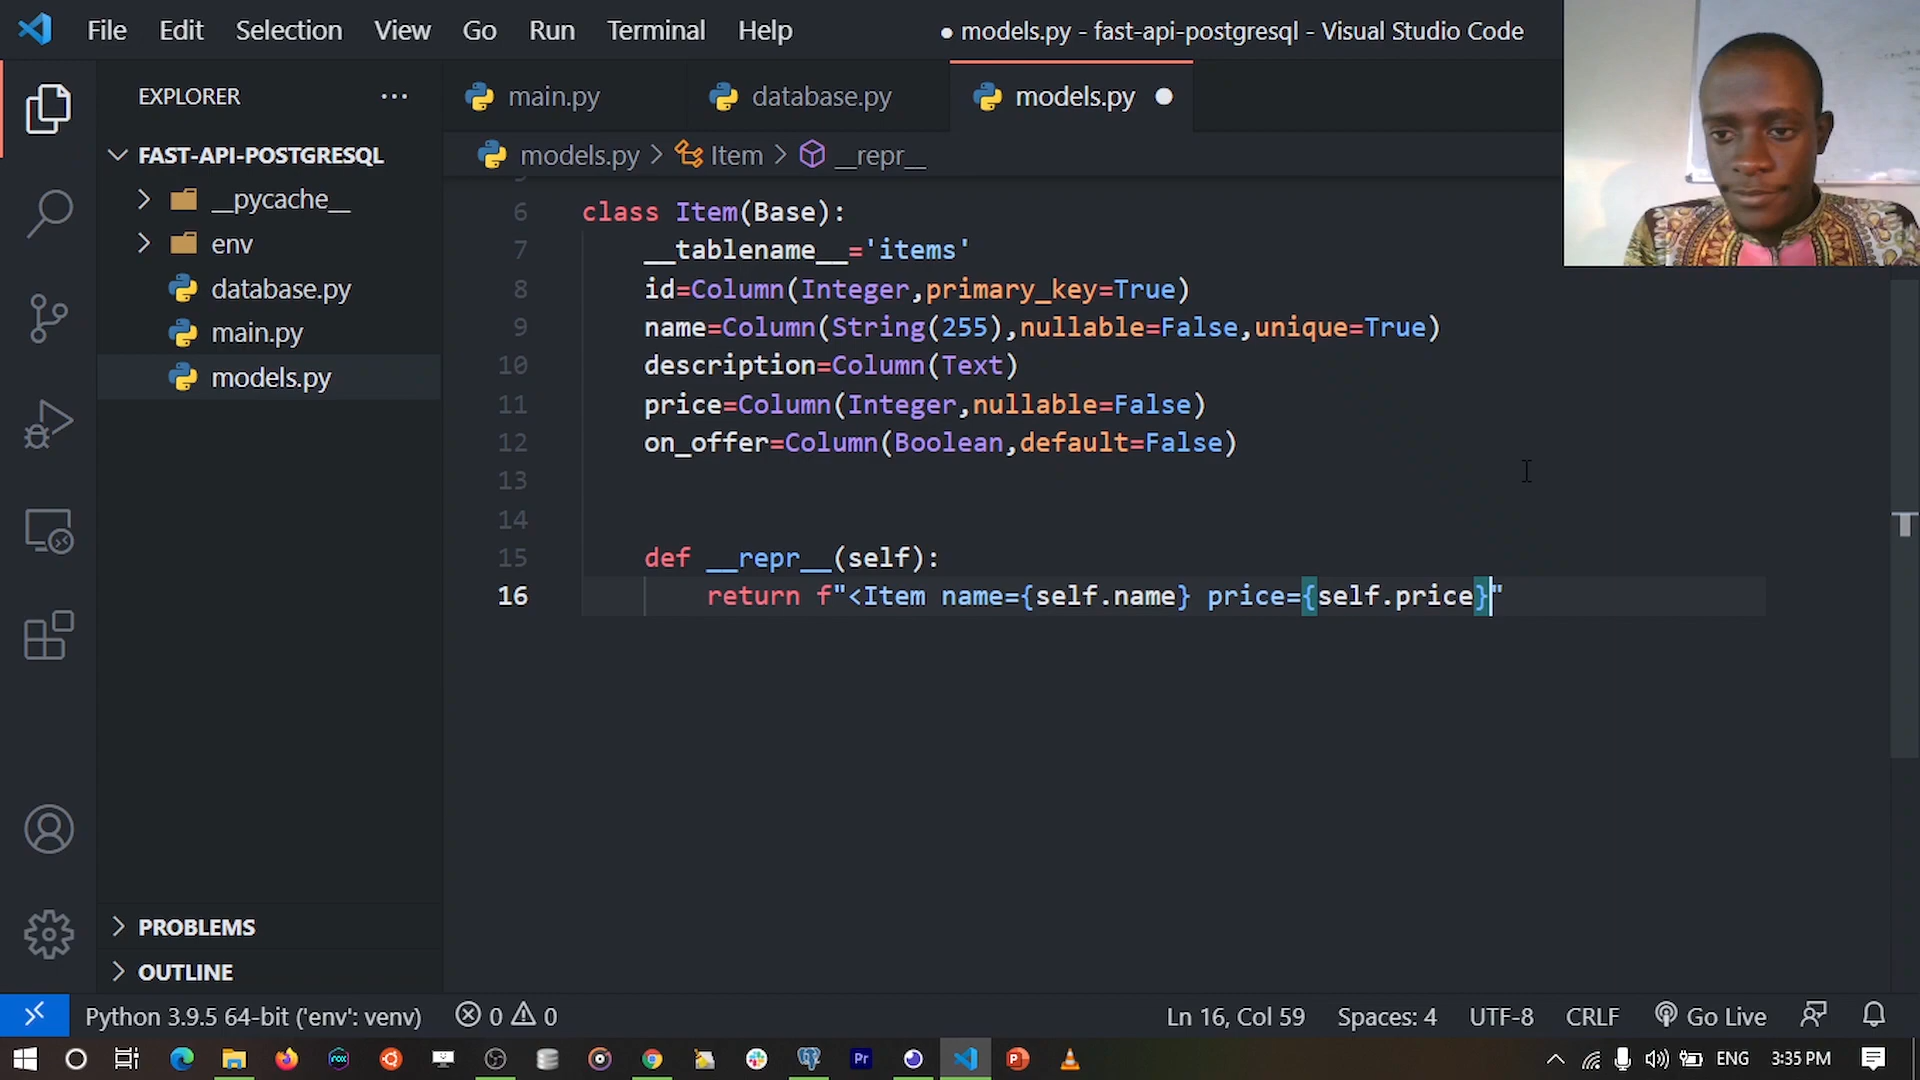 File Edit Selection View Go Run Terminal Help
● models.py - fast-api-postgresql - Visual Studio Code
EXPLORER ...
FAST-API-POSTGRESQL
__pycache__
env
database.py
main.py
models.py
PROBLEMS
OUTLINE
main.py database.py models.py ●
models.py > Item > __repr__
6 class Item(Base):
7 __tablename__='items'
8 id=Column(Integer,primary_key=True)
9 name=Column(String(255),nullable=False,unique=True)
10 description=Column(Text)
11 price=Column(Integer,nullable=False)
12 on_offer=Column(Boolean,default=False)
13
14
15 def __repr__(self):
16 return f"<Item name={self.name} price={self.price}"
Python 3.9.5 64-bit ('env': venv) 0 0 Ln 16, Col 59 Spaces: 4 UTF-8 CRLF Go Live
nox Pr ENG 3:35 PM